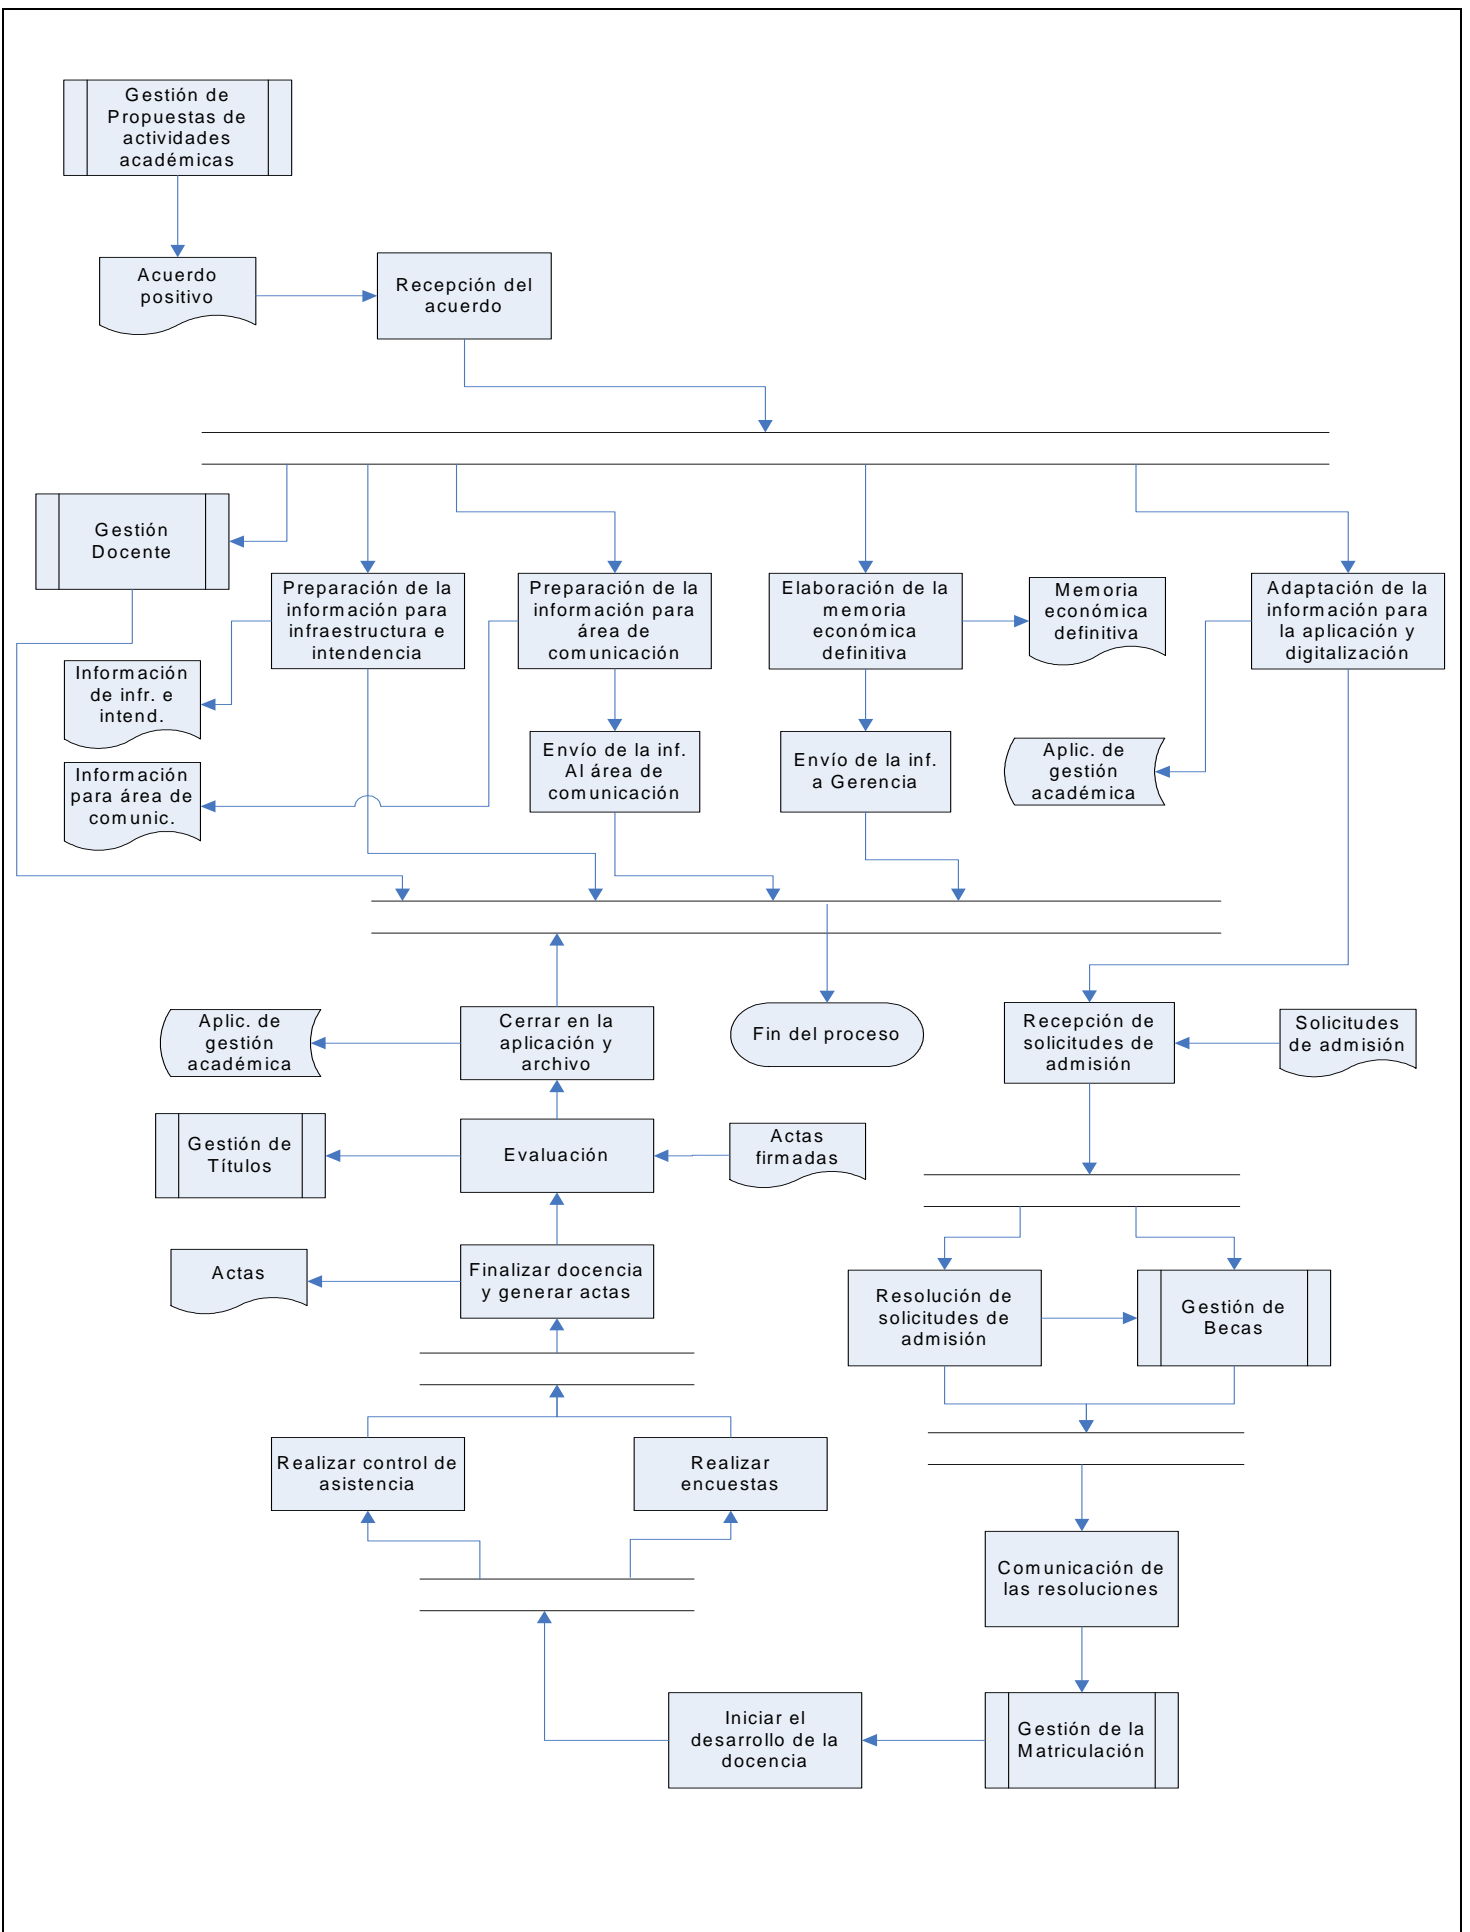 Gestión de
Propuestas de
actividades
académicas
Acuerdo
positivo
Recepción del
acuerdo
Gestión
Docente
Preparación de la
información para
infraestructura e
intendencia
Preparación de la
información para
área de
comunicación
Elaboración de la
memoria
económica
definitiva
Memoria
económica
definitiva
Adaptación de la
información para
la aplicación y
digitalización
Información
de infr. e
intend.
Envío de la inf.
Al área de
comunicación
Envío de la inf.
a Gerencia
Aplic. de
gestión
académica
Información
para área de
comunic.
Aplic. de
gestión
académica
Cerrar en la
aplicación y
archivo
Fin del proceso
Recepción de
solicitudes de
admisión
Solicitudes
de admisión
Gestión de
Títulos
Evaluación
Actas
firmadas
Actas
Finalizar docencia
y generar actas
Resolución de
solicitudes de
admisión
Gestión de
Becas
Realizar control de
asistencia
Realizar
encuestas
Comunicación de
las resoluciones
Iniciar el
desarrollo de la
docencia
Gestión de la
Matriculación